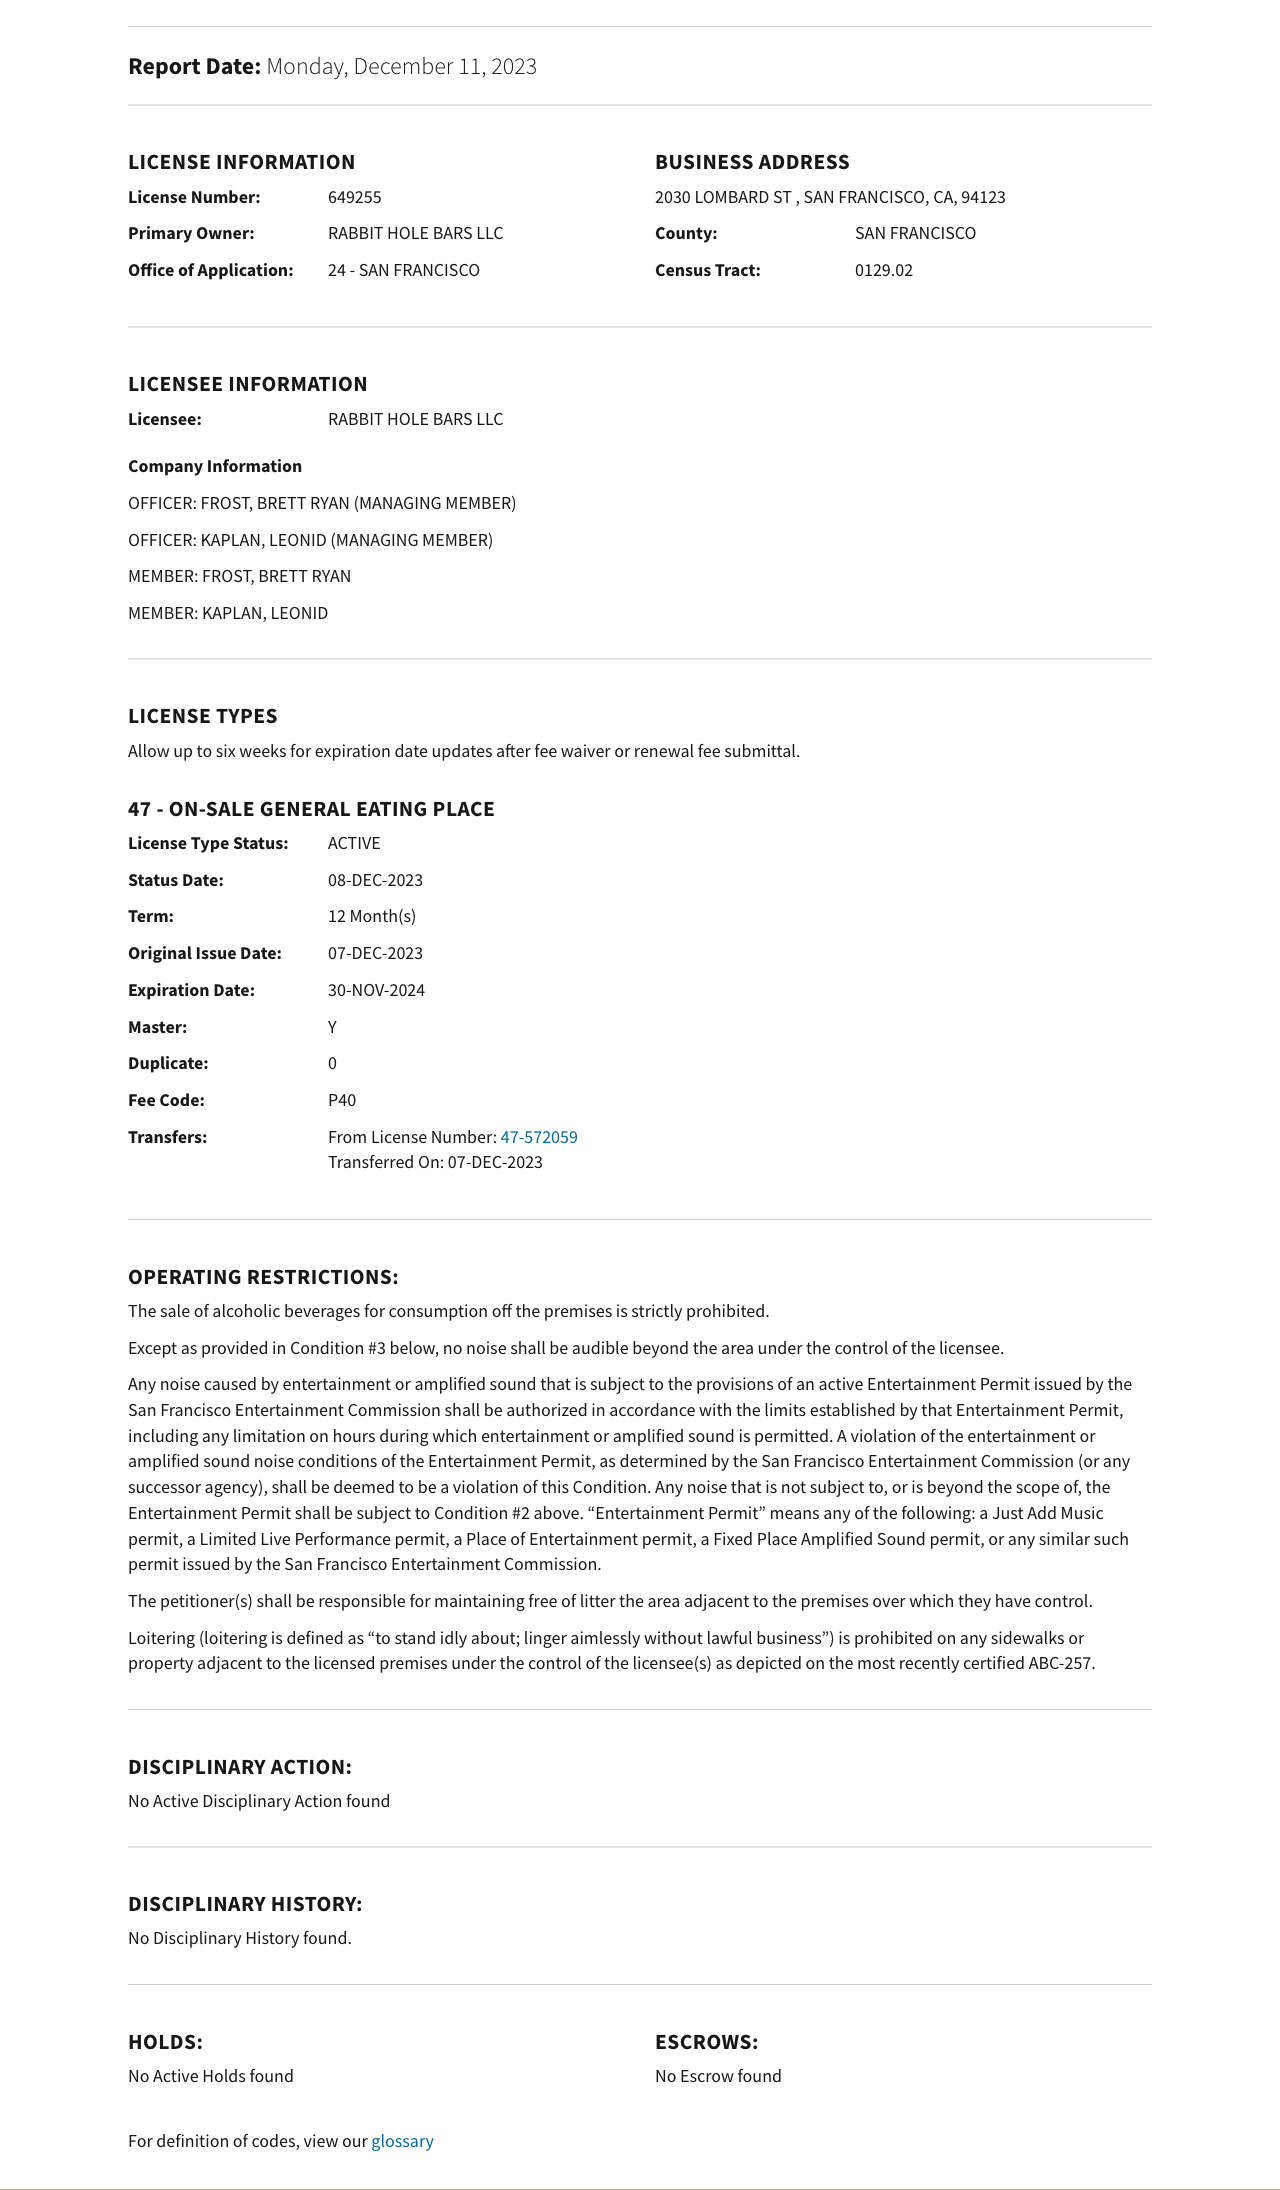 Report Date: Monday, December 11, 2023
LICENSE INFORMATION
License Number: 649255
Primary Owner: RABBIT HOLE BARS LLC
Office of Application: 24 - SAN FRANCISCO
BUSINESS ADDRESS
2030 LOMBARD ST , SAN FRANCISCO, CA, 94123
County: SAN FRANCISCO
Census Tract: 0129.02
LICENSEE INFORMATION
Licensee: RABBIT HOLE BARS LLC
Company Information
OFFICER: FROST, BRETT RYAN (MANAGING MEMBER)
OFFICER: KAPLAN, LEONID (MANAGING MEMBER)
MEMBER: FROST, BRETT RYAN
MEMBER: KAPLAN, LEONID
LICENSE TYPES
Allow up to six weeks for expiration date updates after fee waiver or renewal fee submittal.
47 - ON-SALE GENERAL EATING PLACE
License Type Status: ACTIVE
Status Date: 08-DEC-2023
Term: 12 Month(s)
Original Issue Date: 07-DEC-2023
Expiration Date: 30-NOV-2024
Master: Y
Duplicate: 0
Fee Code: P40
Transfers: From License Number: 47-572059
Transferred On: 07-DEC-2023
OPERATING RESTRICTIONS:
The sale of alcoholic beverages for consumption off the premises is strictly prohibited.
Except as provided in Condition #3 below, no noise shall be audible beyond the area under the control of the licensee.
Any noise caused by entertainment or amplified sound that is subject to the provisions of an active Entertainment Permit issued by the
San Francisco Entertainment Commission shall be authorized in accordance with the limits established by that Entertainment Permit,
including any limitation on hours during which entertainment or amplified sound is permitted. A violation of the entertainment or
amplified sound noise conditions of the Entertainment Permit, as determined by the San Francisco Entertainment Commission (or any
successor agency), shall be deemed to be a violation of this Condition. Any noise that is not subject to, or is beyond the scope of, the
Entertainment Permit shall be subject to Condition #2 above. “Entertainment Permit” means any of the following: a Just Add Music
permit, a Limited Live Performance permit, a Place of Entertainment permit, a Fixed Place Amplified Sound permit, or any similar such
permit issued by the San Francisco Entertainment Commission.
The petitioner(s) shall be responsible for maintaining free of litter the area adjacent to the premises over which they have control.
Loitering (loitering is defined as “to stand idly about; linger aimlessly without lawful business”) is prohibited on any sidewalks or
property adjacent to the licensed premises under the control of the licensee(s) as depicted on the most recently certified ABC-257.
DISCIPLINARY ACTION:
No Active Disciplinary Action found
DISCIPLINARY HISTORY:
No Disciplinary History found.
HOLDS:
No Active Holds found
ESCROWS:
No Escrow found
For definition of codes, view our glossary